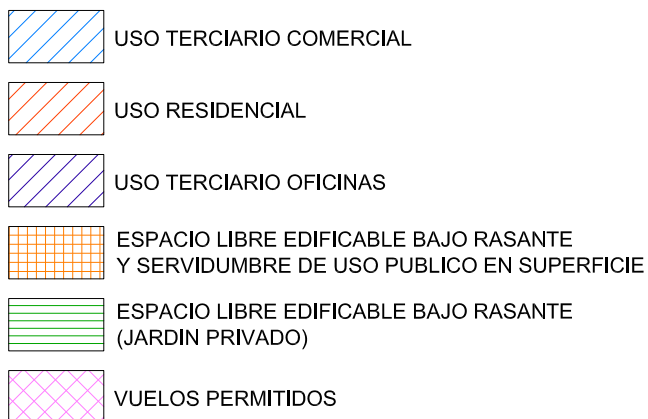 USO TERCIARIO COMERCIAL
USO RESIDENCIAL
USO TERCIARIO OFICINAS
ESPACIO LIBRE EDIFICABLE BAJO RASANTE
Y SERVIDUMBRE DE USO PUBLICO EN SUPERFICIE
ESPACIO LIBRE EDIFICABLE BAJO RASANTE
(JARDIN PRIVADO)
VUELOS PERMITIDOS